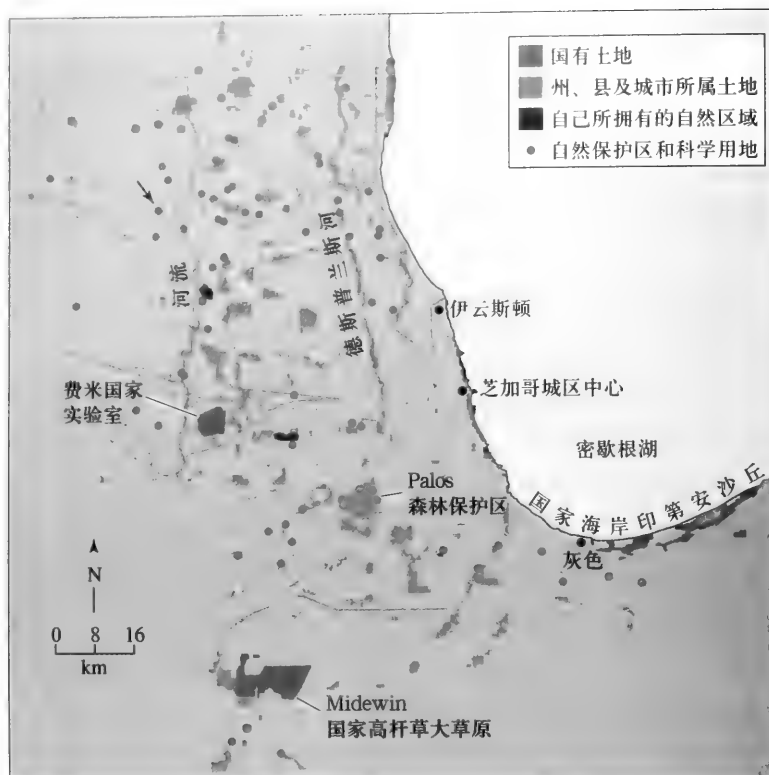 国有土地
州、县及城市所属土地
自己所拥有的自然区域
自然保护区和科学用地
河流
德斯普兰斯河
伊云斯顿
芝加哥城区中心
费米国家
实验室
密歇根湖
Palos
森林保护区
国家海岸印第安沙丘
灰色
N
0 8 16
km
Midewin
国家高杆草大草原